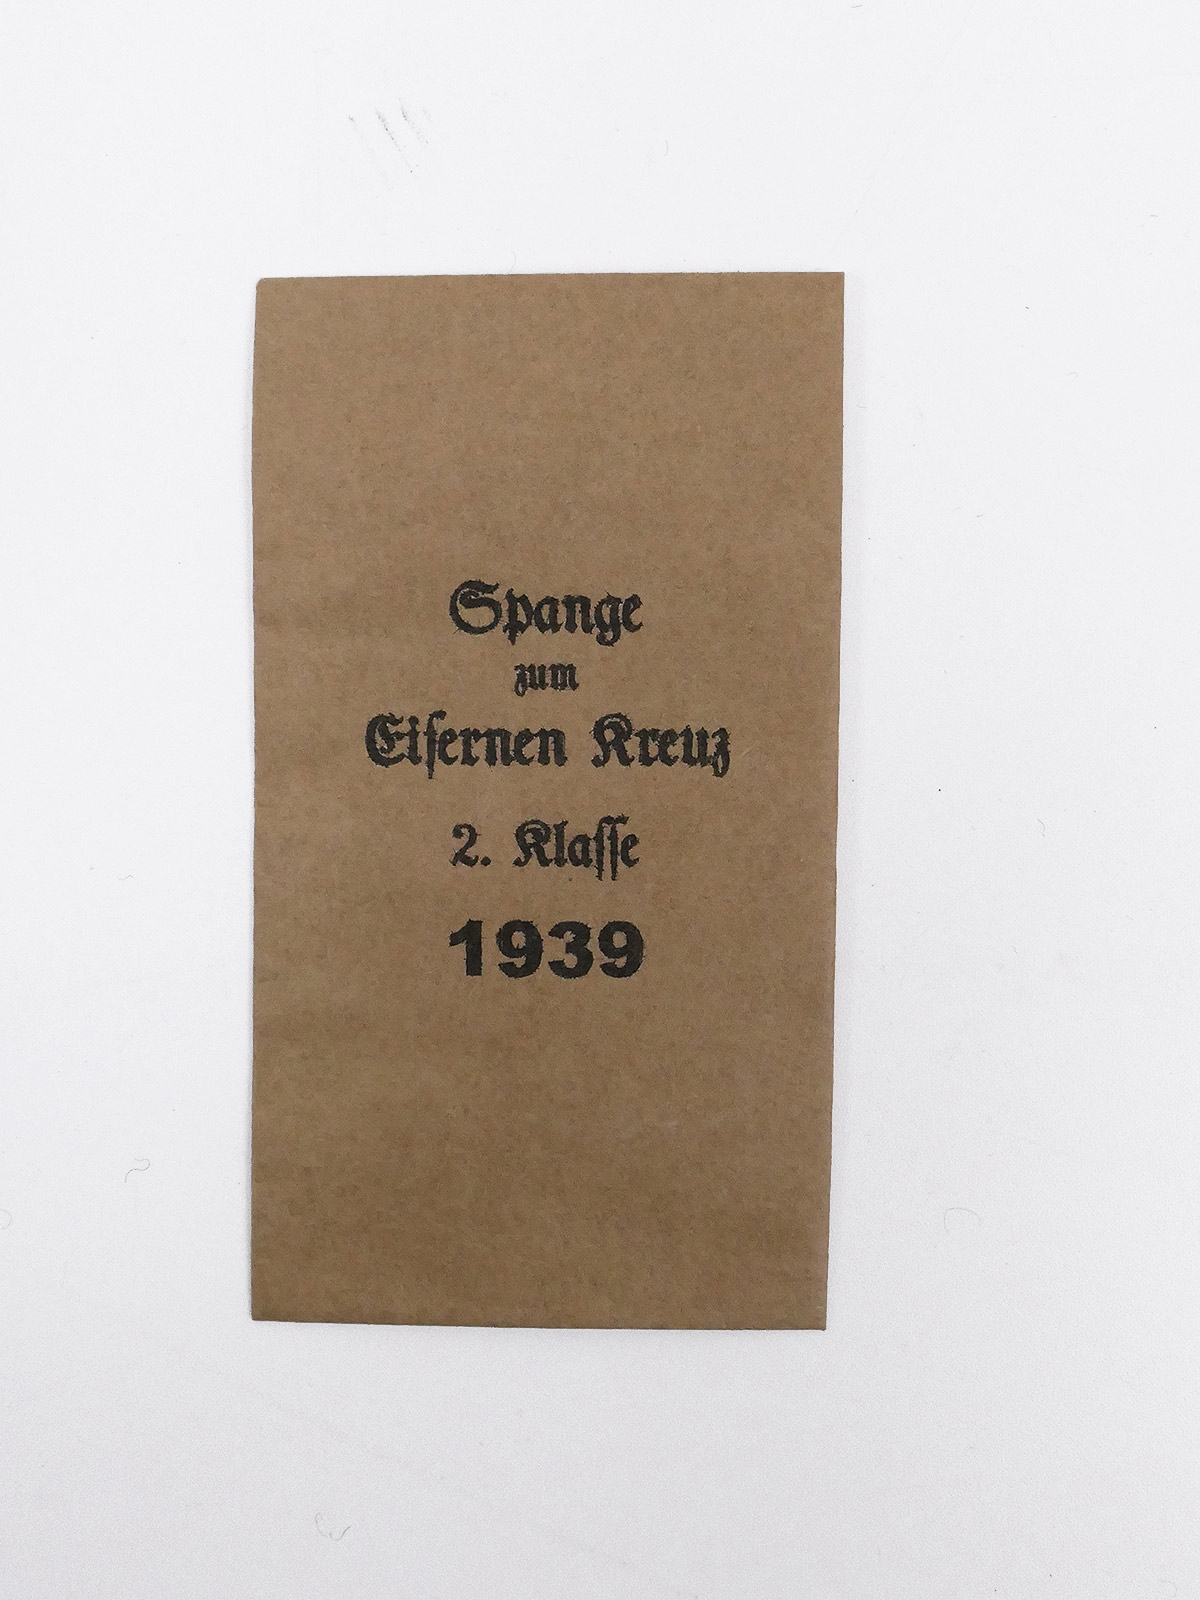 Spange
zum
Eiſernen Kreuz
2. Klaſſe
1939